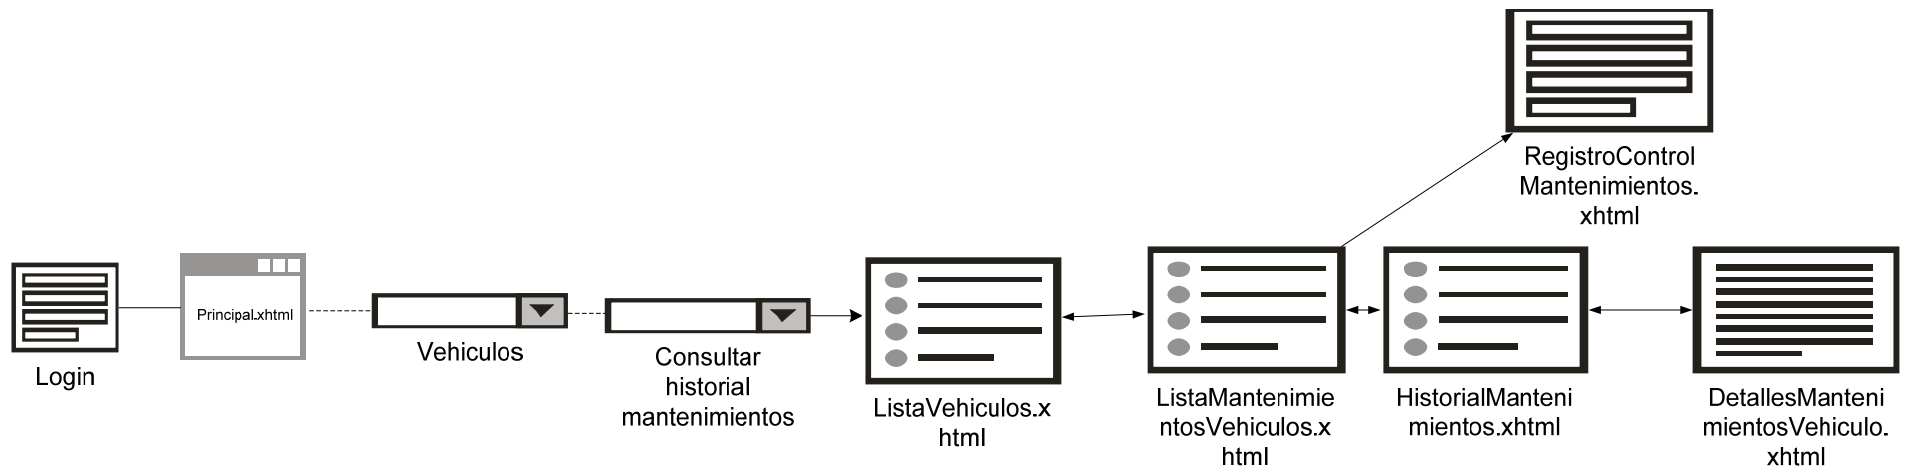 RegistroControl
Mantenimientos.
xhtml
Principal.xhtml
Login
Vehiculos
Consultar
historial
mantenimientos
ListaVehiculos.x
html
ListaMantenimie
ntosVehiculos.x
html
HistorialManteni
mientos.xhtml
DetallesManteni
mientosVehiculo.
xhtml